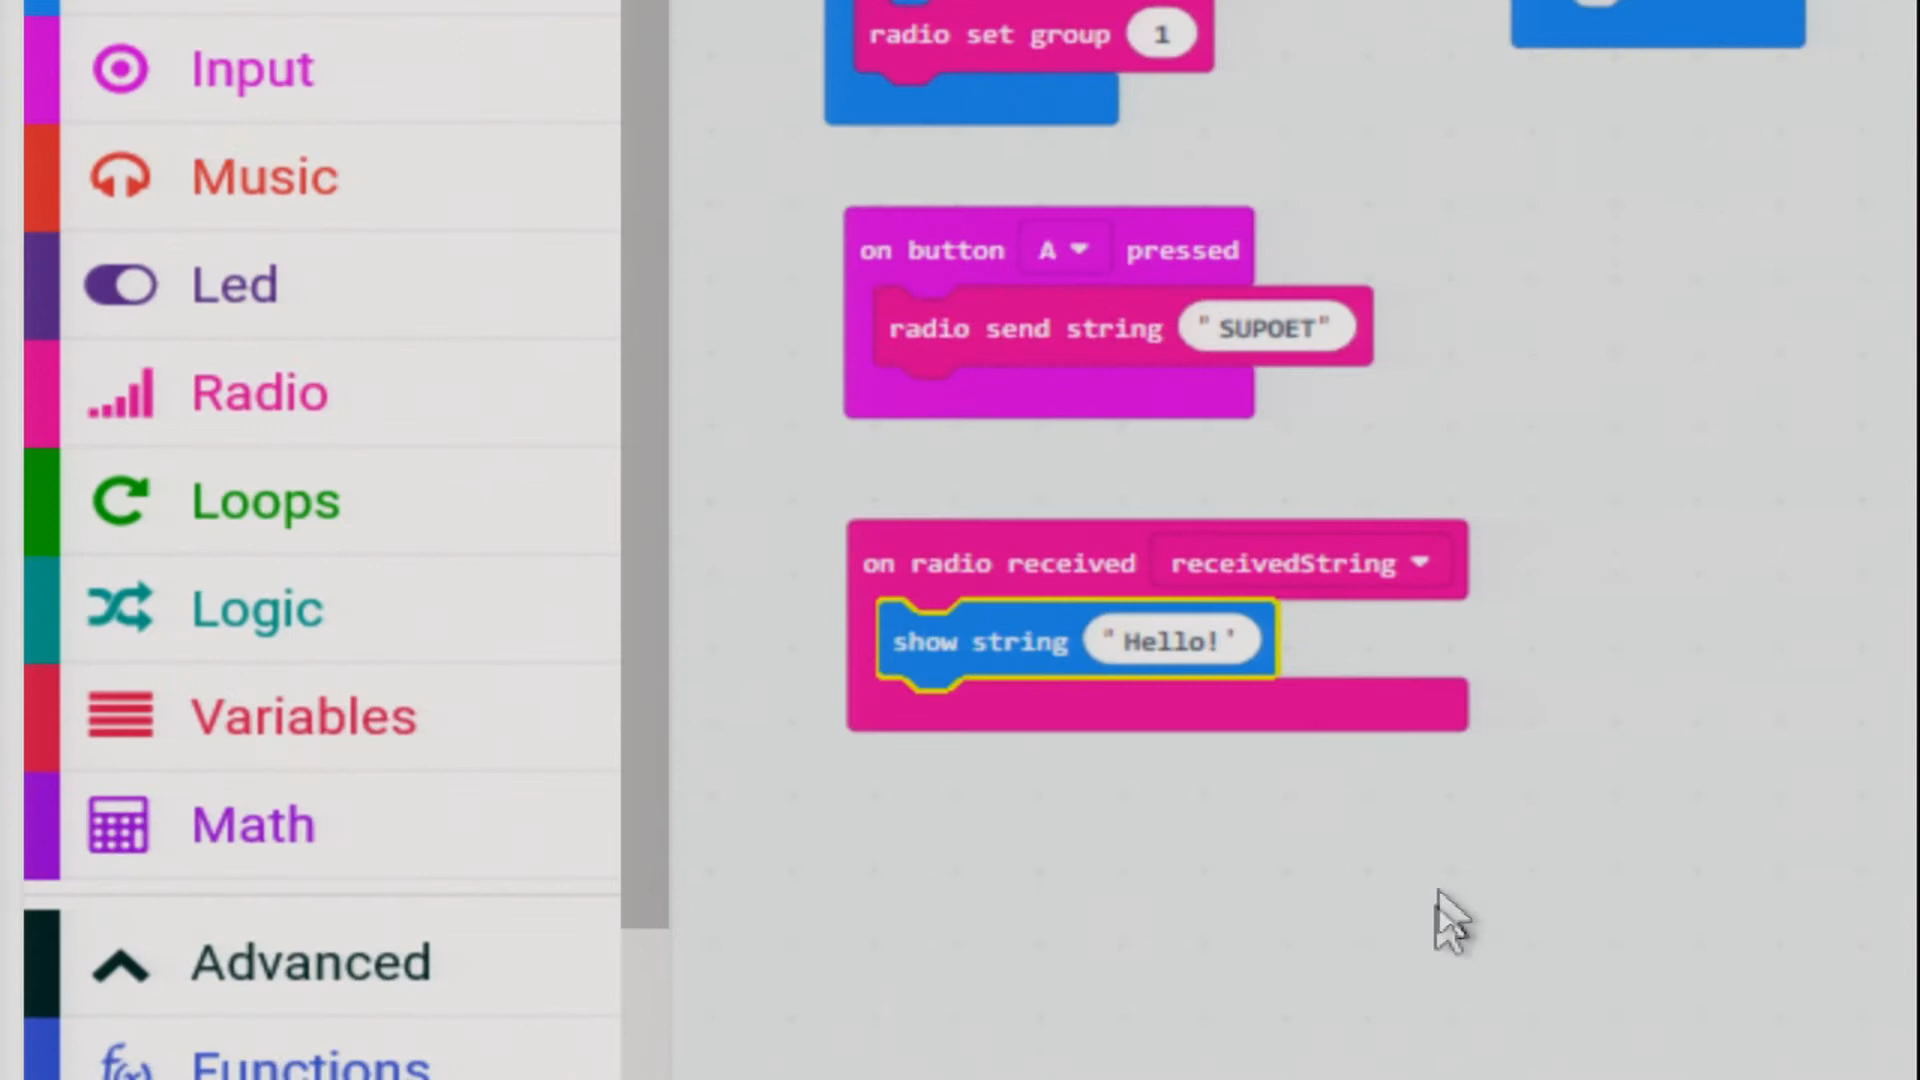 Input
Music
Led
Radio
Loops
Logic
Variables
Math
Advanced
Functions
radio set group 1
on button A pressed
radio send string "SUPOET"
on radio received receivedString
show string "Hello!"